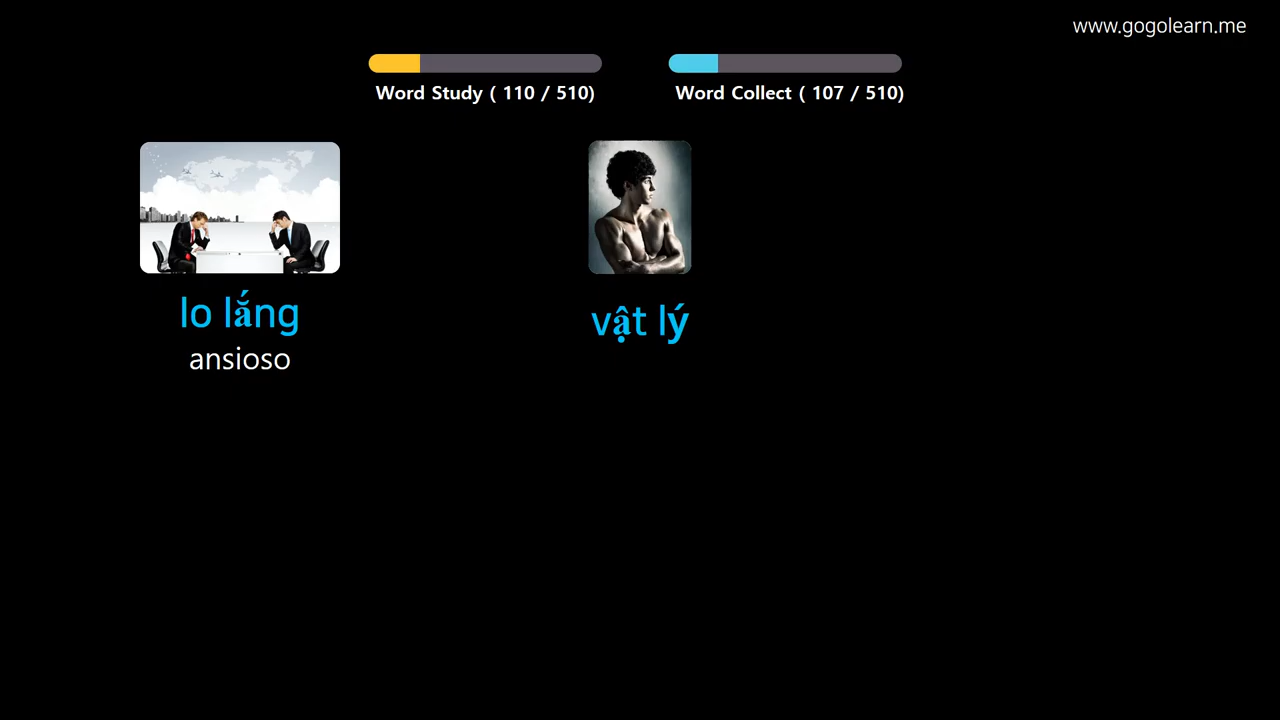 www.gogolearn.me
Word Study ( 110 / 510)
Word Collect ( 107 / 510)
lo lắng
ansioso
vật lý